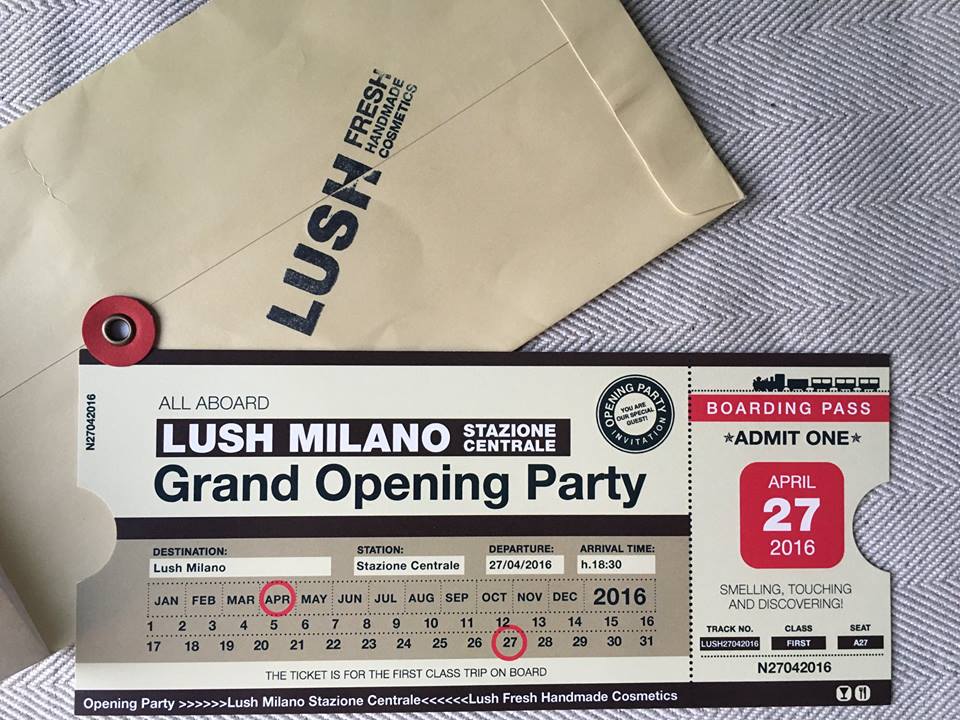 LUSH FRESH
HANDMADE
COSMETICS
N27042016
ALL ABOARD
LUSH MILANO STAZIONE
CENTRALE
Grand Opening Party
OPENING PARTY
YOU ARE
OUR SPECIAL
GUEST!
INVITATION
DESTINATION:
Lush Milano
STATION:
Stazione Centrale
DEPARTURE:
27/04/2016
ARRIVAL TIME:
h.18:30
JAN FEB MAR APR MAY JUN JUL AUG SEP OCT NOV DEC 2016
1 2 3 4 5 6 7 8 9 10 11 12 13 14 15 16
17 18 19 20 21 22 23 24 25 26 27 28 29 30 31
THE TICKET IS FOR THE FIRST CLASS TRIP ON BOARD
Opening Party >>>>>>Lush Milano Stazione Centrale<<<<<<Lush Fresh Handmade Cosmetics
BOARDING PASS
★ADMIT ONE★
APRIL
27
2016
SMELLING, TOUCHING
AND DISCOVERING!
TRACK NO. CLASS SEAT
LUSH27042016 FIRST A27
N27042016